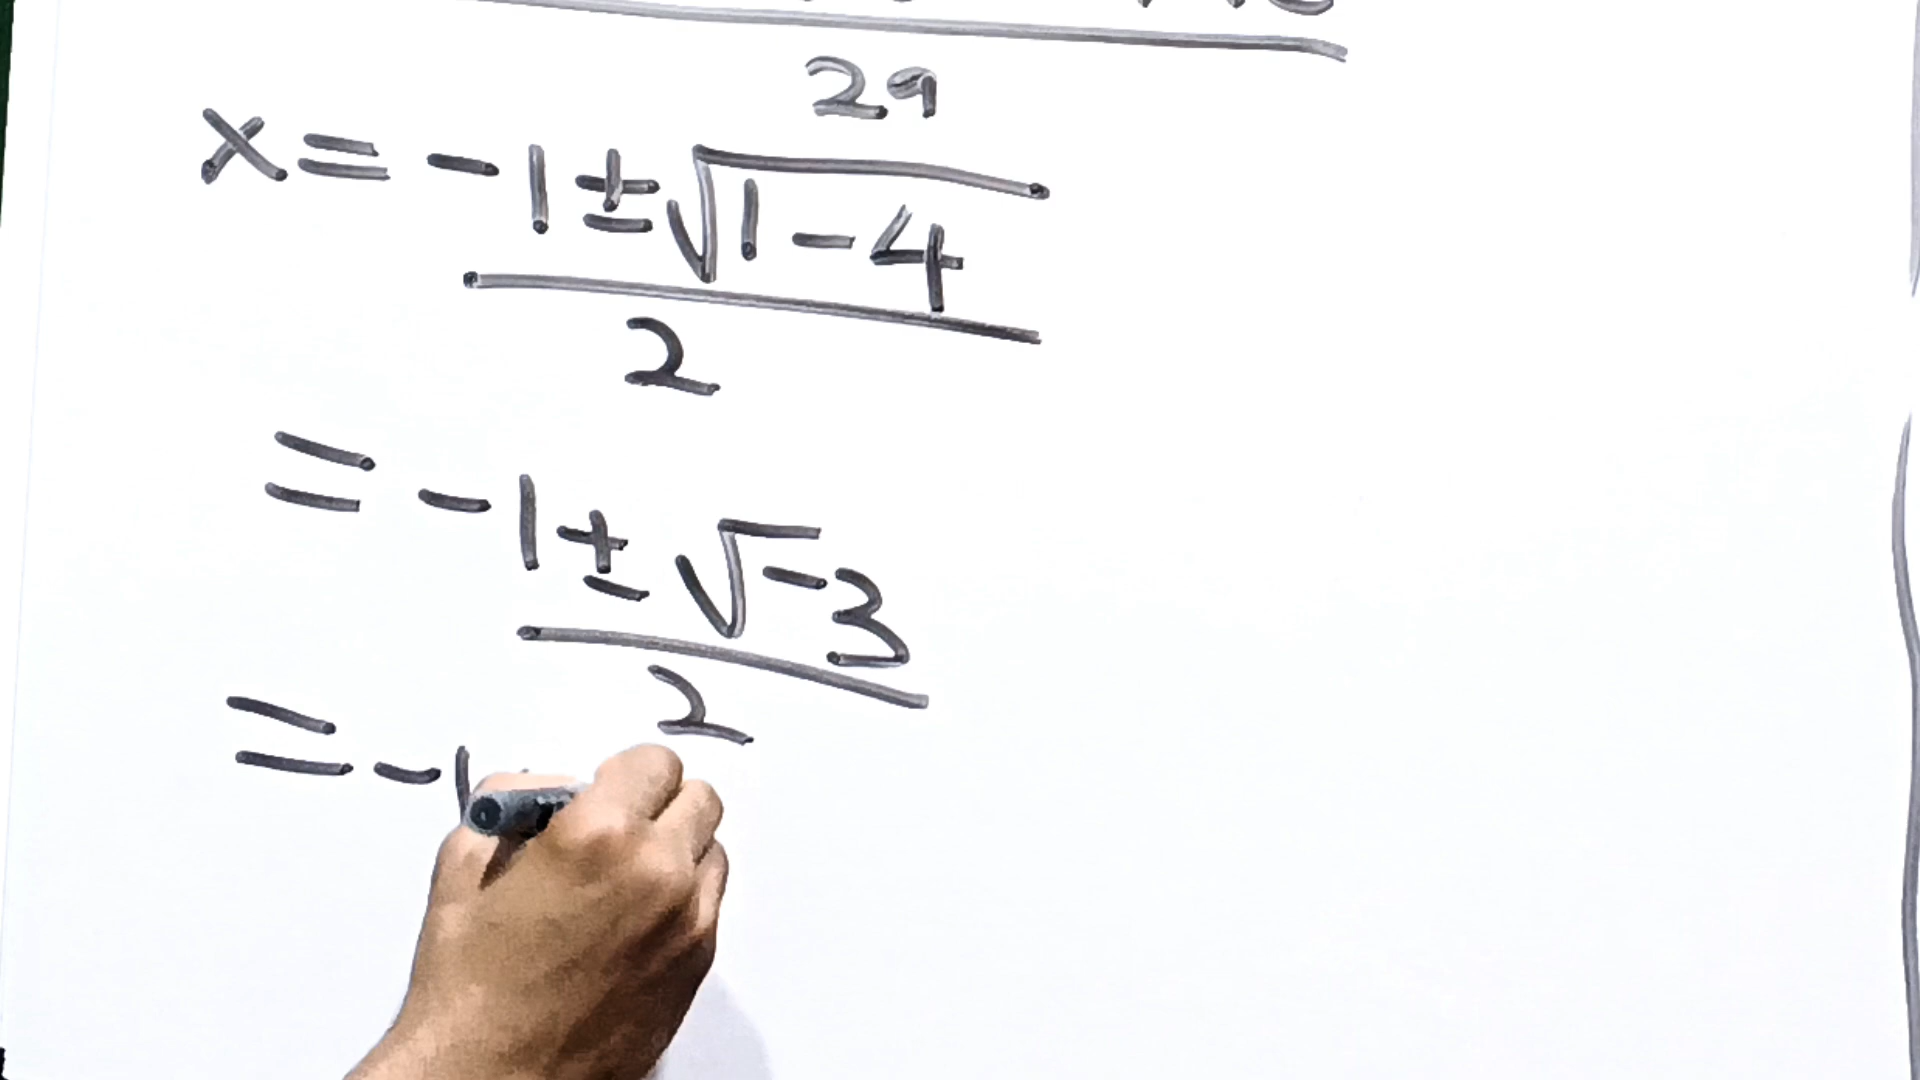 2a
x = -1 ± √1-4
2
= -1 ± √-3
2
= -1